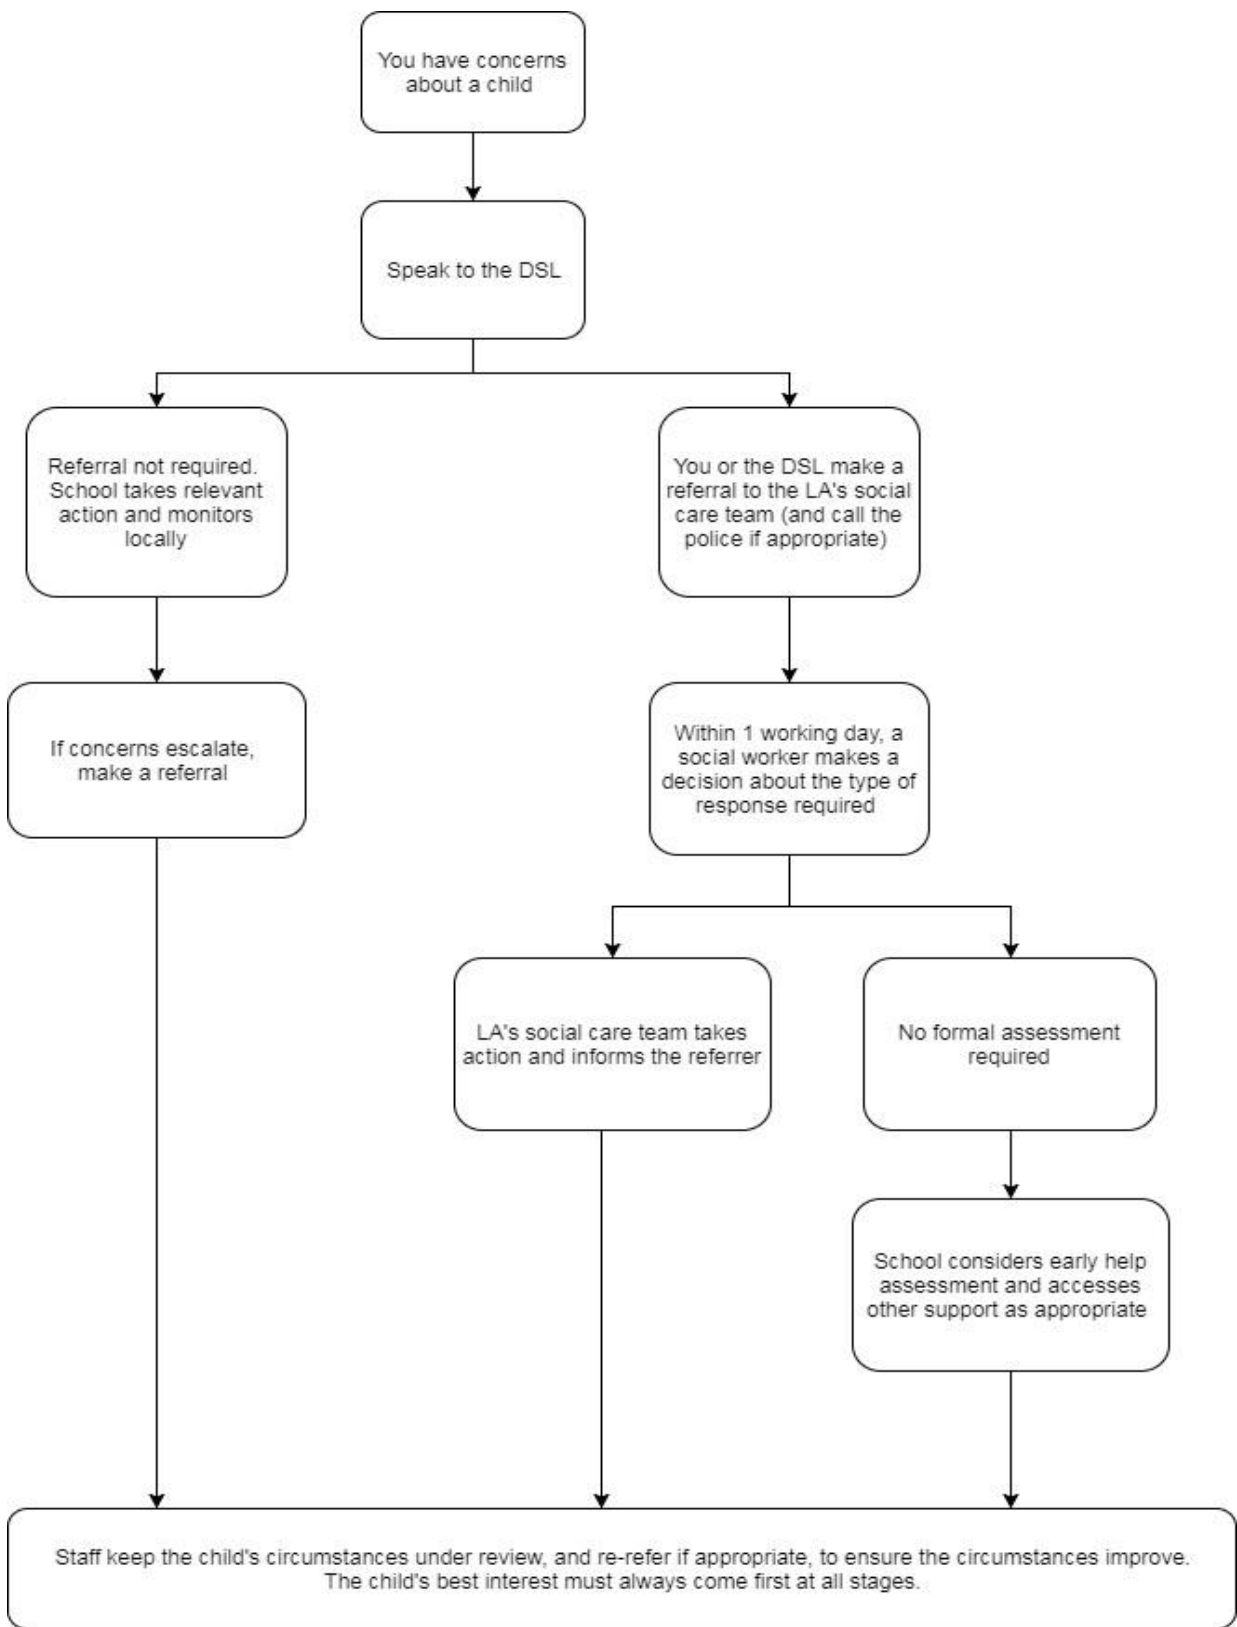 You have concerns
about a child
Speak to the DSL
Referral not required.
School takes relevant
action and monitors
locally
You or the DSL make a
referral to the LA's social
care team (and call the
police if appropriate)
If concerns escalate,
make a referral
Within 1 working day, a
social worker makes a
decision about the type of
response required
LA's social care team takes
action and informs the referrer
No formal assessment
required
School considers early help
assessment and accesses
other support as appropriate
Staff keep the child's circumstances under review, and re-refer if appropriate, to ensure the circumstances improve.
The child's best interest must always come first at all stages.